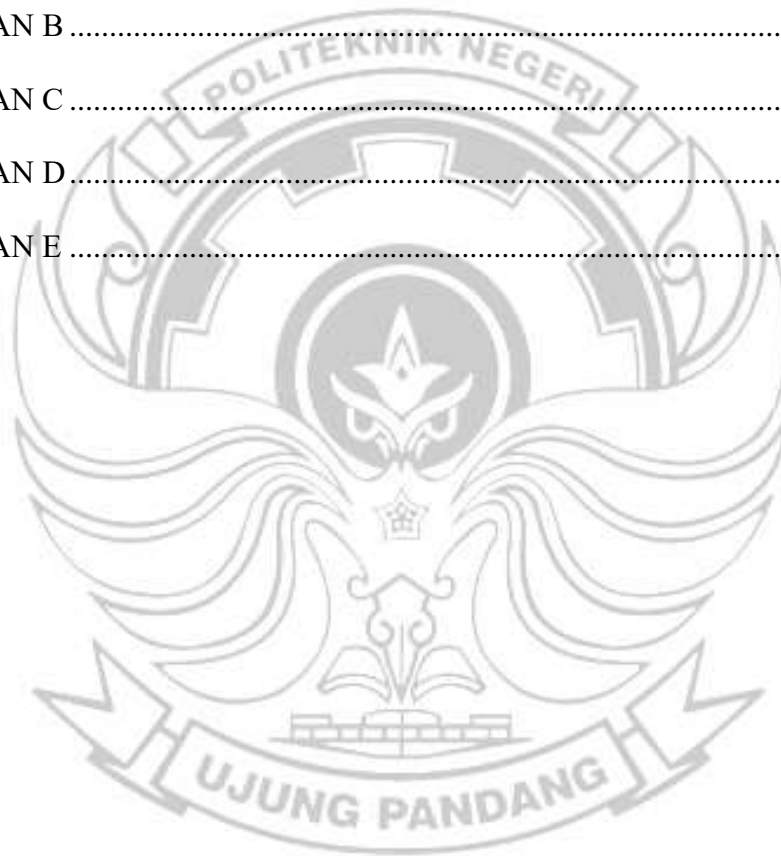 AN B ........................................................................
POLITEKNIK NEGERI
AN C ........................................................................
AN D ........................................................................
AN E ........................................................................
UJUNG PANDANG